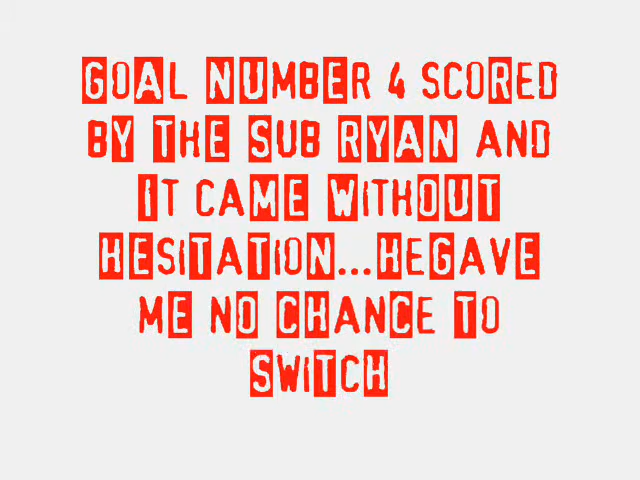 GOAL NUMBER 4 SCORED
BY THE SUB RYAN AND
IT CAME WITHOUT
HESITATION...HEGAVE
ME NO CHANCE TO
SWITCH